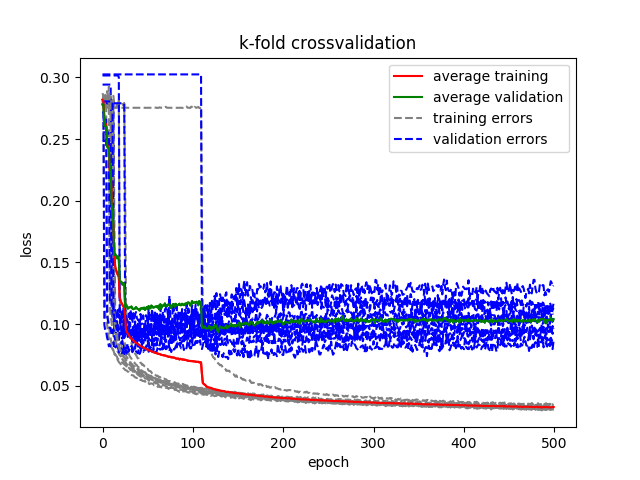 k-fold crossvalidation
0.30
0.25
0.20
0.15
0.10
0.05
loss
average training
average validation
training errors
validation errors
0 100 200 300 400 500
epoch